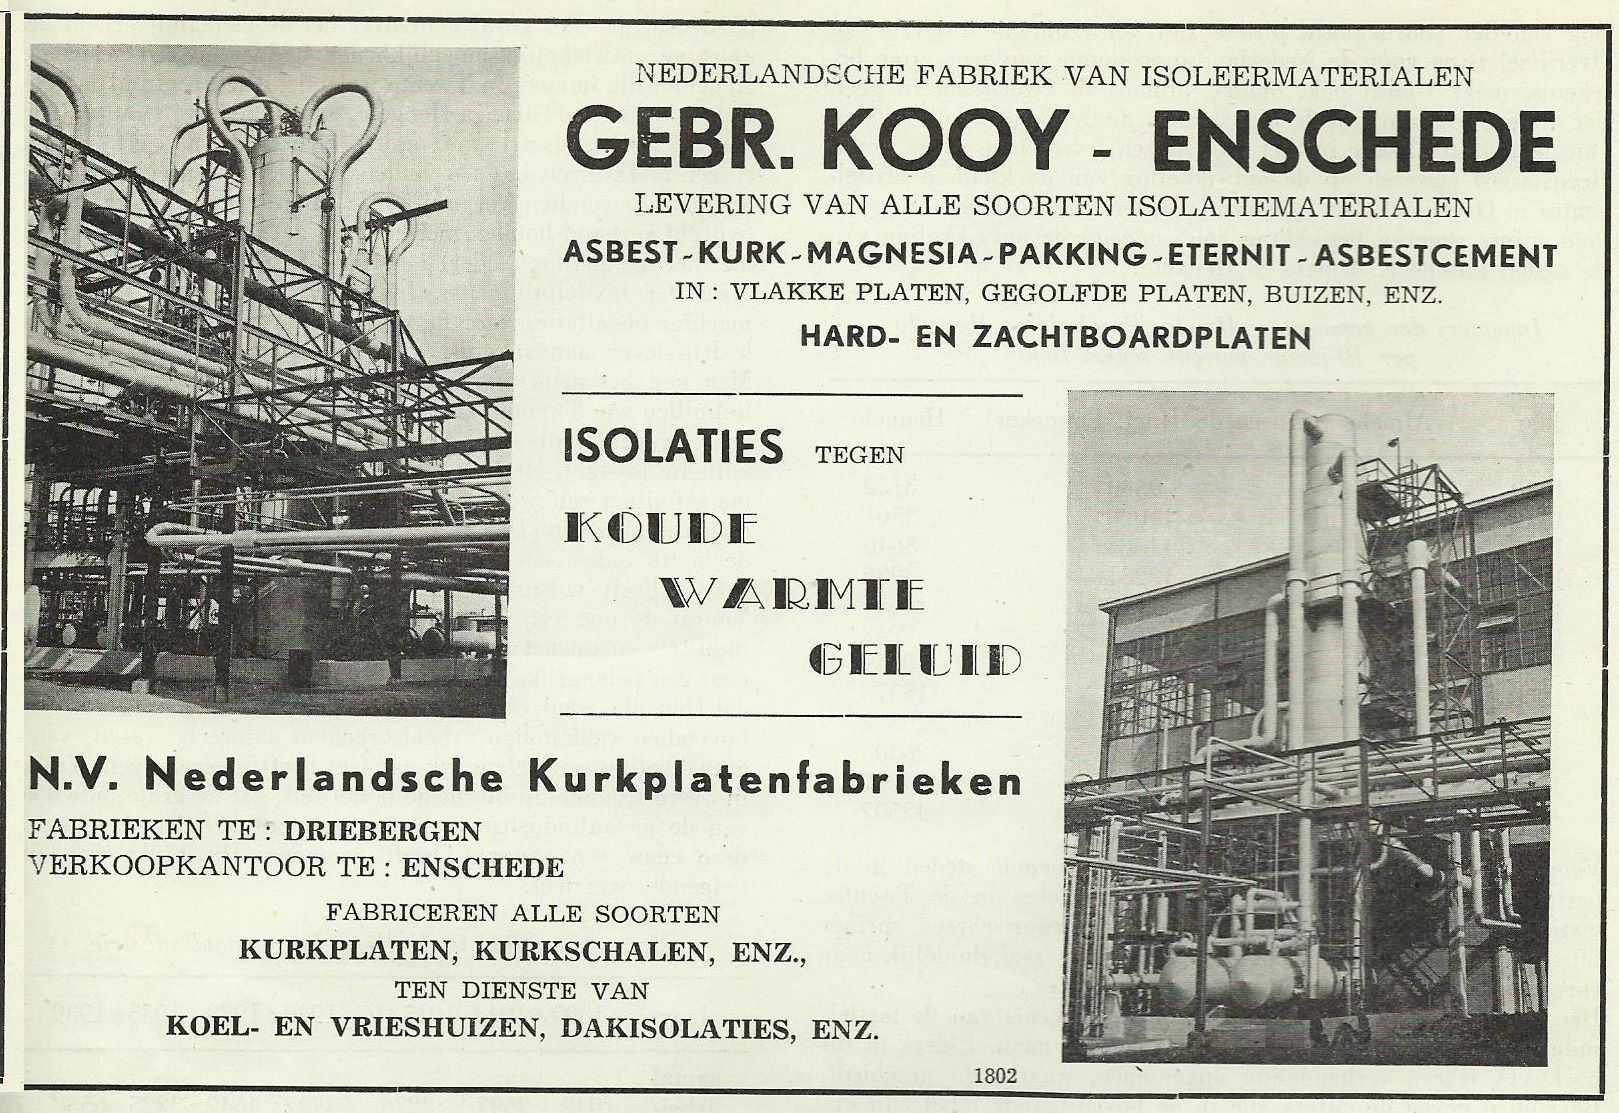 NEDERLANDSCHE FABRIEK VAN ISOLEERMATERIALEN
GEBR. KOOY - ENSCHEDE
LEVERING VAN ALLE SOORTEN ISOLATIEMATERIALEN
ASBEST-KURK-MAGNESIA-PAKKING-ETERNIT-ASBESTCEMENT
IN: VLAKKE PLATEN, GEGOLFDE PLATEN, BUIZEN, ENZ.
HARD- EN ZACHTBOARDPLATEN
ISOLATIES TEGEN
KOUDE
WARMTE
GELUID
N.V. Nederlandsche Kurkplatenfabrieken
FABRIEKEN TE: DRIEBERGEN
VERKOOPKANTOOR TE: ENSCHEDE
FABRICEREN ALLE SOORTEN
KURKPLATEN, KURKSCHALEN, ENZ.,
TEN DIENSTE VAN
KOEL- EN VRIESHUIZEN, DAKISOLATIES, ENZ.
1802